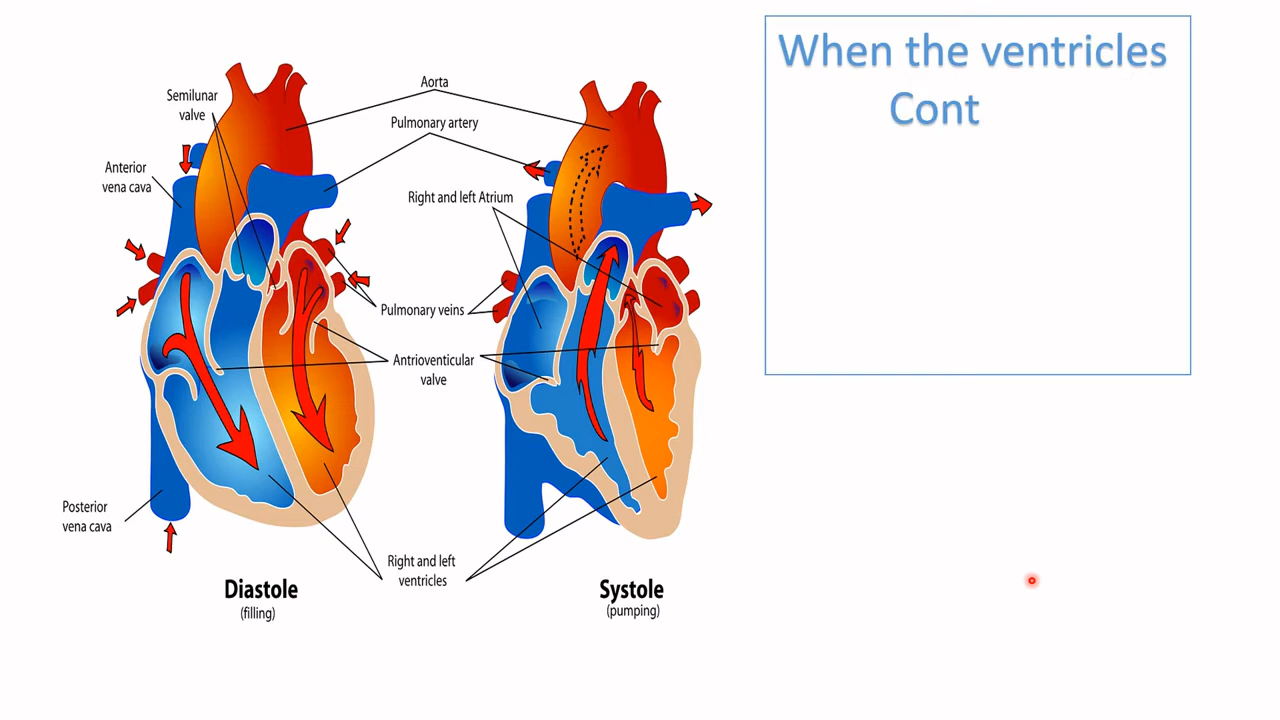 When the ventricles
Cont
Aorta
Semilunar
valve
Pulmonary artery
Anterior
vena cava
Right and left Atrium
Pulmonary veins
Antrioventicular
valve
Posterior
vena cava
Right and left
ventricles
Diastole
(filling)
Systole
(pumping)